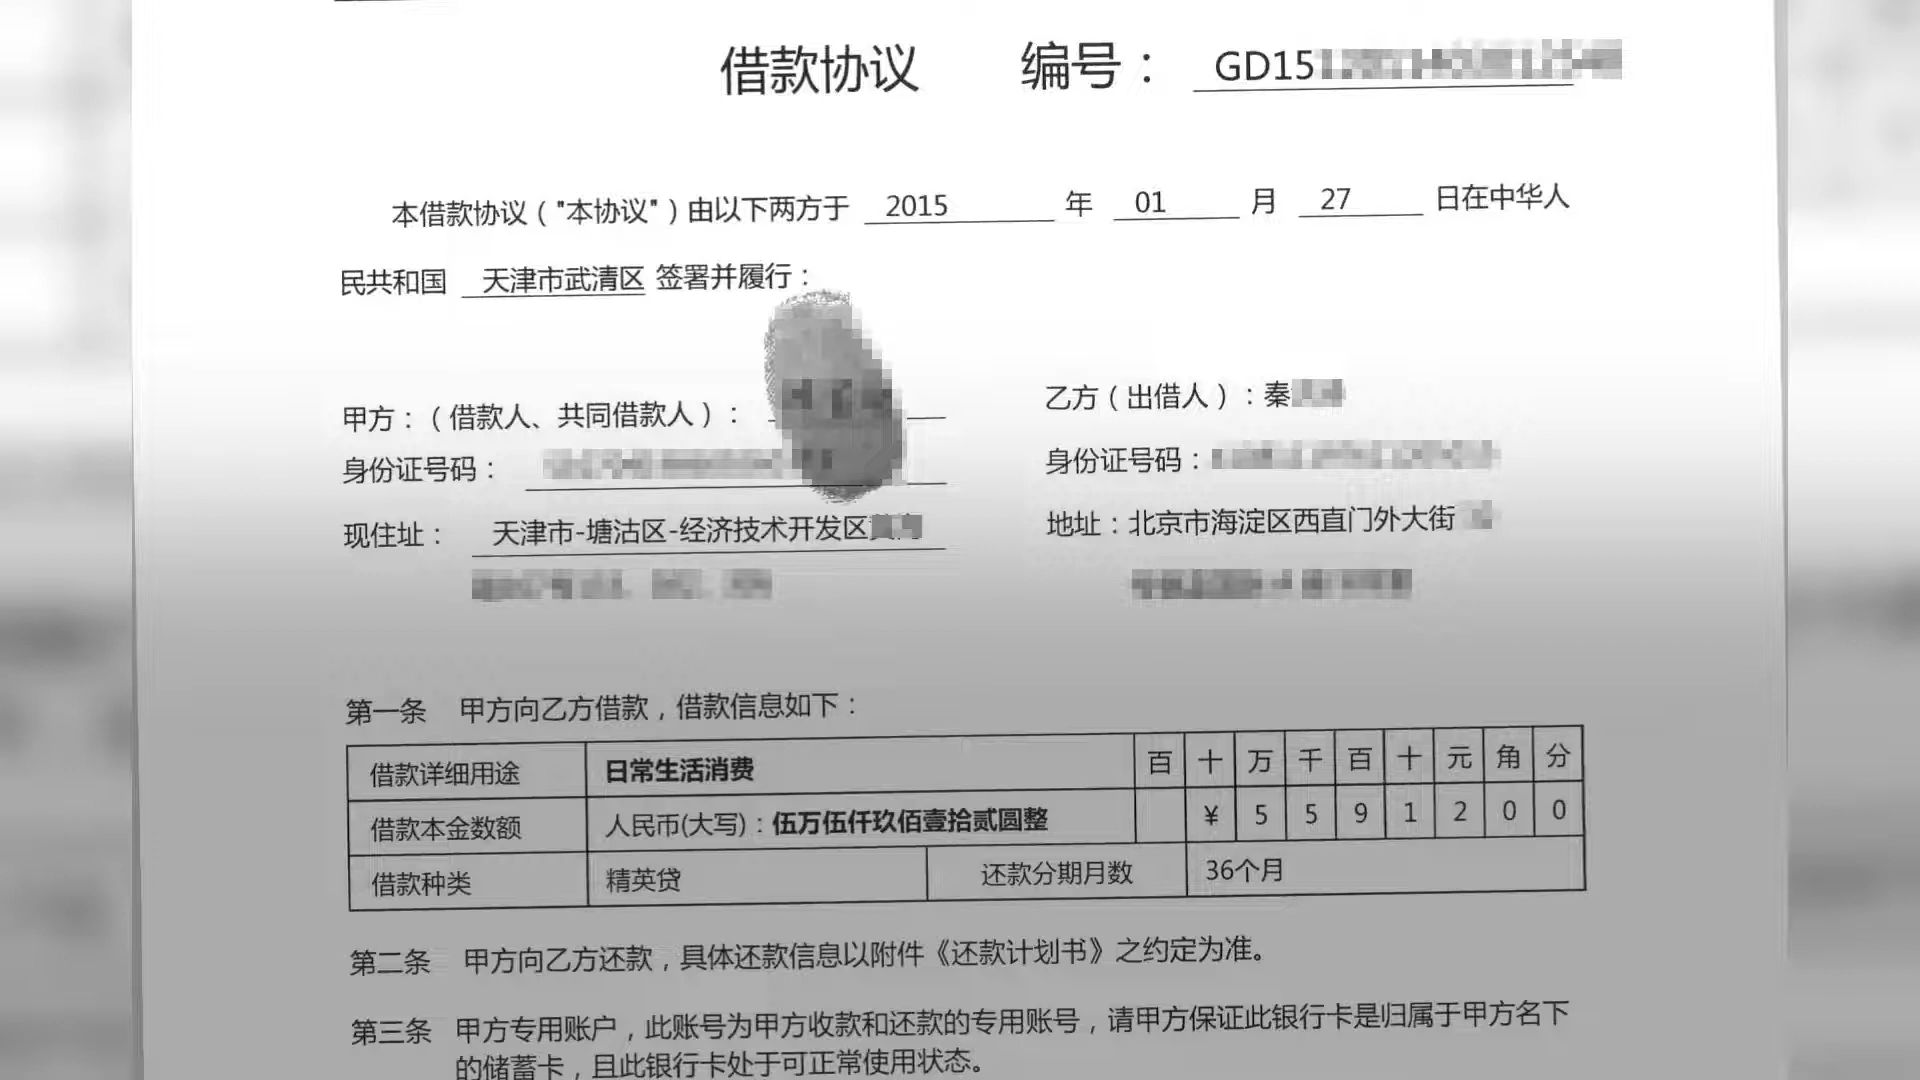 借款协议 编号： GD15
本借款协议（"本协议"）由以下两方于 2015 年 01 月 27 日在中华人
民共和国 天津市武清区 签署并履行：
甲方：（借款人、共同借款人）：
身份证号码：
现住址： 天津市-塘沽区-经济技术开发区
乙方（出借人）：秦
身份证号码：
地址：北京市海淀区西直门外大街
第一条 甲方向乙方借款，借款信息如下：
借款详细用途 日常生活消费 百 十 万 千 百 十 元 角 分
借款本金数额 人民币(大写)：伍万伍仟玖佰壹拾贰圆整 ¥ 5 5 9 1 2 0 0
借款种类 精英贷 还款分期月数 36个月
第二条 甲方向乙方还款，具体还款信息以附件《还款计划书》之约定为准。
第三条 甲方专用账户，此账号为甲方收款和还款的专用账号，请甲方保证此银行卡是归属于甲方名下
的储蓄卡，且此银行卡处于可正常使用状态。